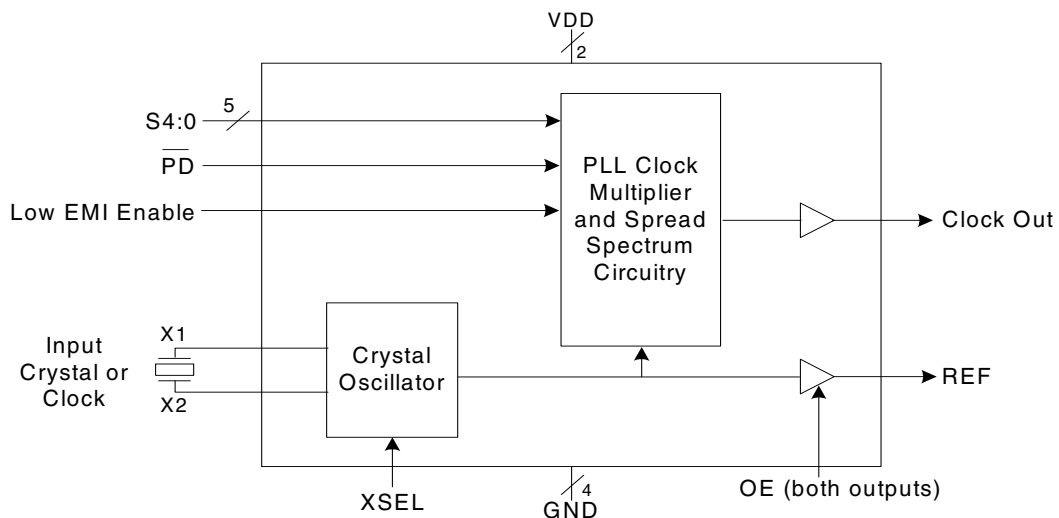 VDD
2
5
S4:0
PD
Low EMI Enable
PLL Clock
Multiplier
and Spread
Spectrum
Circuitry
Clock Out
Input
Crystal or
Clock
X1
X2
Crystal
Oscillator
REF
XSEL
4
GND
OE (both outputs)